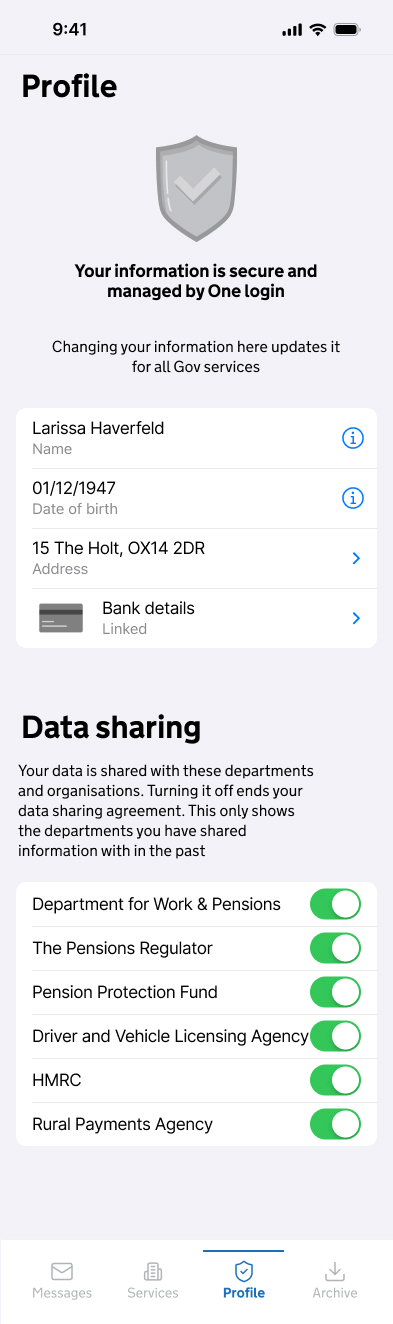 9:41
Profile
Your information is secure and
managed by One login
Changing your information here updates it
for all Gov services
Larissa Haverfeld
Name
01/12/1947
Date of birth
15 The Holt, OX14 2DR
Address
Bank details
Linked
Data sharing
Your data is shared with these departments
and organisations. Turning it off ends your
data sharing agreement. This only shows
the departments you have shared
information with in the past
Department for Work & Pensions
The Pensions Regulator
Pension Protection Fund
Driver and Vehicle Licensing Agency
HMRC
Rural Payments Agency
Messages Services Profile Archive